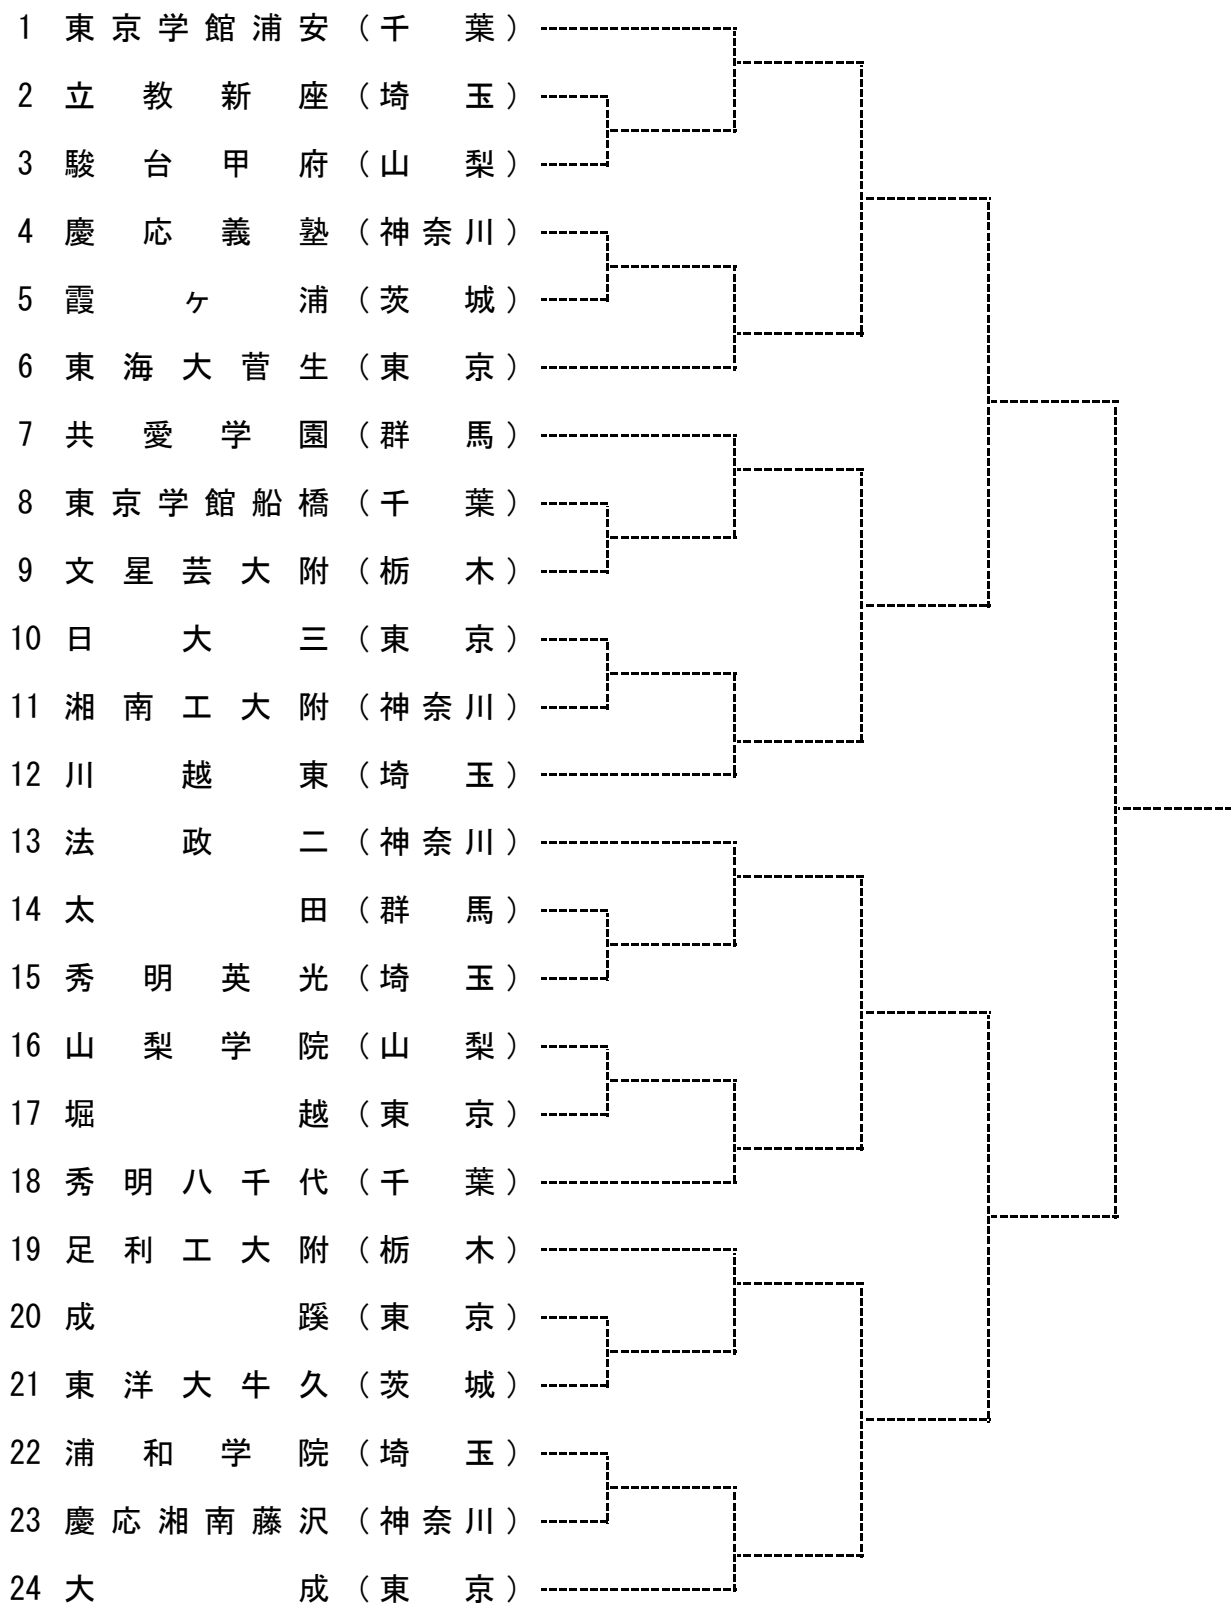 1 東京学館浦安（千葉）
2 立教新座（埼玉）
3 駿台甲府（山梨）
4 慶応義塾（神奈川）
5 霞ヶ浦（茨城）
6 東海大菅生（東京）
7 共愛学園（群馬）
8 東京学館船橋（千葉）
9 文星芸大附（栃木）
10 日大三（東京）
11 湘南工大附（神奈川）
12 川越東（埼玉）
13 法政二（神奈川）
14 太田（群馬）
15 秀明英光（埼玉）
16 山梨学院（山梨）
17 堀越（東京）
18 秀明八千代（千葉）
19 足利工大附（栃木）
20 成蹊（東京）
21 東洋大牛久（茨城）
22 浦和学院（埼玉）
23 慶応湘南藤沢（神奈川）
24 大成（東京）